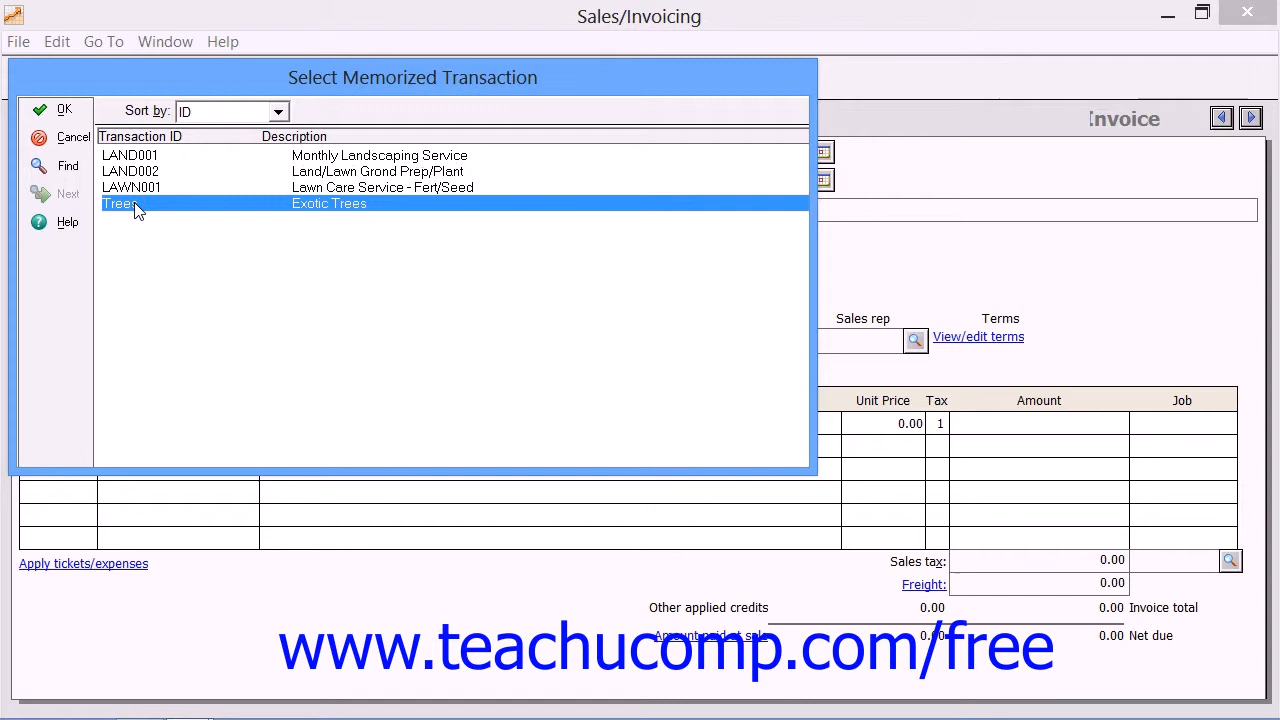 Sales/Invoicing
File Edit Go To Window Help
Select Memorized Transaction
OK
Sort by: ID
Cancel
Transaction ID Description
Invoice
LAND001 Monthly Landscaping Service
Find
LAND002 Land/Lawn Grond Prep/Plant
LAWN001 Lawn Care Service - Fert/Seed
Next
Trees Exotic Trees
Help
Sales rep Terms
View/edit terms
Unit Price Tax Amount Job
0.00 1
Apply tickets/expenses
Sales tax: 0.00
Freight: 0.00
Other applied credits 0.00 0.00 Invoice total
Amount paid at sale 0.00 0.00 Net due
www.teachucomp.com/free